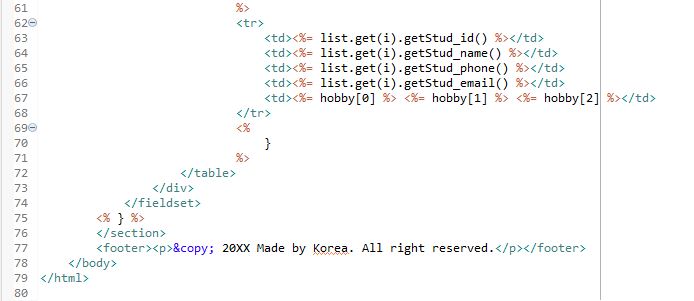 61 %>
62 <tr>
63 <td><%= list.get(i).getStud_id() %></td>
64 <td><%= list.get(i).getStud_name() %></td>
65 <td><%= list.get(i).getStud_phone() %></td>
66 <td><%= list.get(i).getStud_email() %></td>
67 <td><%= hobby[0] %> <%= hobby[1] %> <%= hobby[2] %></td>
68 </tr>
69 <%
70 }
71 %>
72 </table>
73 </div>
74 </fieldset>
75 <% } %>
76 </section>
77 <footer><p>&copy; 20XX Made by Korea. All right reserved.</p></footer>
78 </body>
79 </html>
80